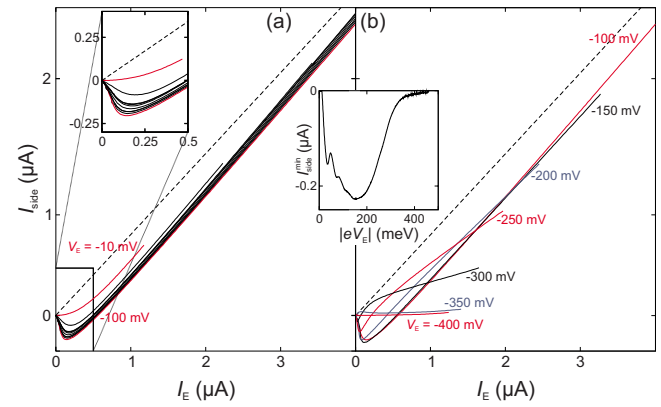 (a)
(b)
0.25
0
-0.25
0
0.25
0.5
2
1
0
I_side (µA)
V_E = -10 mV
-100 mV
0
1
2
3
I_E (µA)
-100 mV
-150 mV
-200 mV
-250 mV
-300 mV
-350 mV
V_E = -400 mV
0
-0.2
I_side^min (µA)
0
200
400
|eV_E| (meV)
0
1
2
3
I_E (µA)